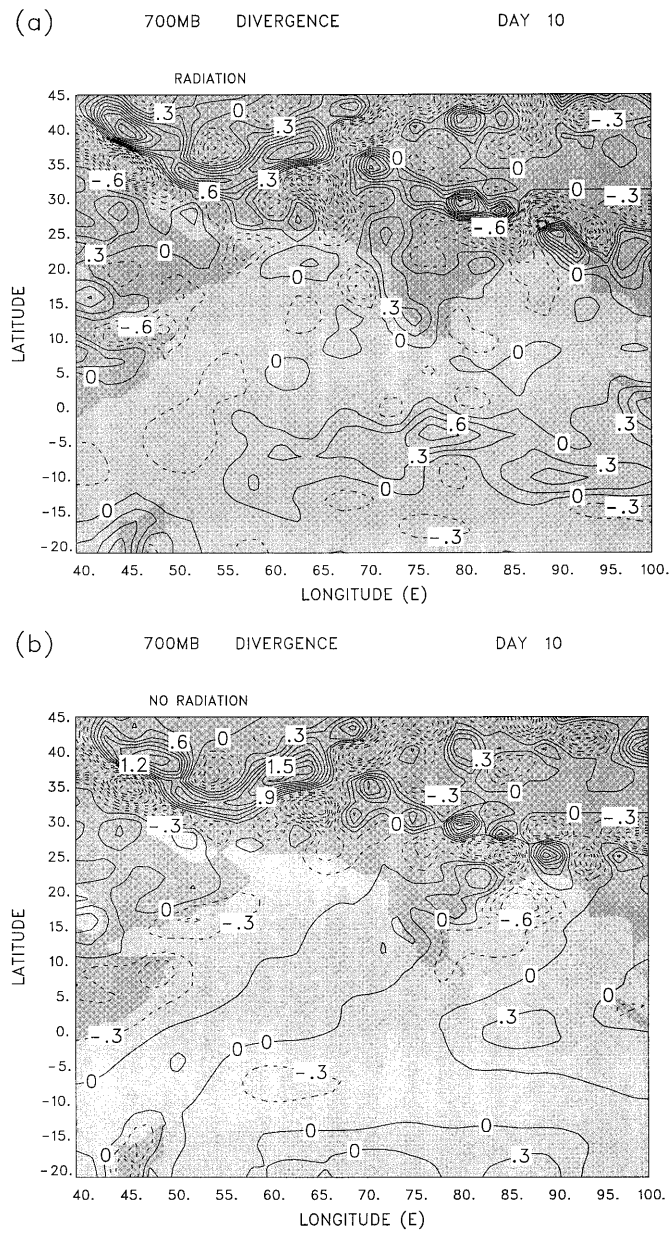 (a) 700MB DIVERGENCE DAY 10
RADIATION
45.
40.
35.
30.
25.
20.
15.
10.
5.
0.
-5.
-10.
-15.
-20.
LATITUDE
.3 0 .3 -.3
0
-.6 .6 .3 0 -.3
-.6
.3 0 0 0
.3
-.6 0 0
0 0 0
.6 .3
.3 0 .3
0 0 0
0 -.3
-.3
40. 45. 50. 55. 60. 65. 70. 75. 80. 85. 90. 95. 100.
LONGITUDE (E)
(b) 700MB DIVERGENCE DAY 10
NO RADIATION
45.
40.
35.
30.
25.
20.
15.
10.
5.
0.
-5.
-10.
-15.
-20.
LATITUDE
.6 0 .3
1.2 1.5 .3
.9 -.3 0
-.3 0 0 -.3
0 -.3 0 -.6
0
0 0
-.3 0 .3
0 0 -.3
0 0
0 0 .3
40. 45. 50. 55. 60. 65. 70. 75. 80. 85. 90. 95. 100.
LONGITUDE (E)